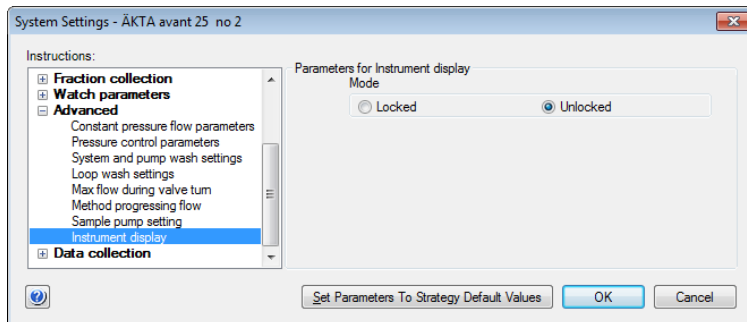 System Settings - ÄKTA avant 25 no 2
Instructions:
Fraction collection
Watch parameters
Advanced
Constant pressure flow parameters
Pressure control parameters
System and pump wash settings
Loop wash settings
Max flow during valve turn
Method progressing flow
Sample pump setting
Instrument display
Data collection
Parameters for Instrument display
Mode
Locked
Unlocked
Set Parameters To Strategy Default Values
OK
Cancel